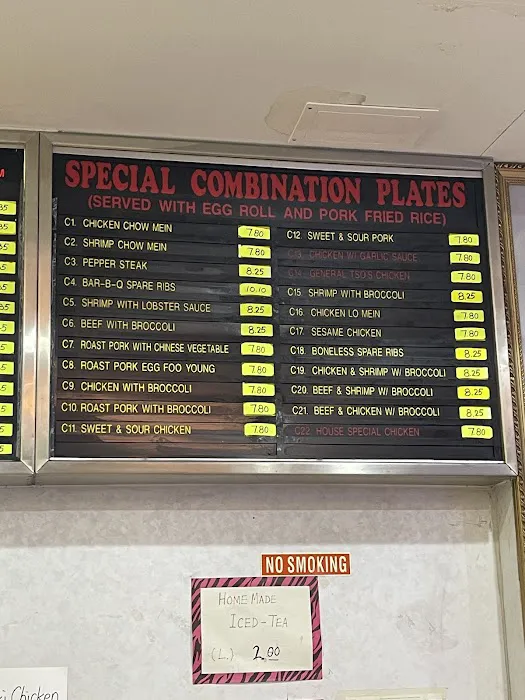 SPECIAL COMBINATION PLATES
(SERVED WITH EGG ROLL AND PORK FRIED RICE)
C1. CHICKEN CHOW MEIN 7.80
C2. SHRIMP CHOW MEIN 7.80
C3. PEPPER STEAK 8.25
C4. BAR-B-Q SPARE RIBS 10.10
C5. SHRIMP WITH LOBSTER SAUCE 8.25
C6. BEEF WITH BROCCOLI 8.25
C7. ROAST PORK WITH CHINESE VEGETABLE 7.80
C8. ROAST PORK EGG FOO YOUNG 7.80
C9. CHICKEN WITH BROCCOLI 7.80
C10. ROAST PORK WITH BROCCOLI 7.80
C11. SWEET & SOUR CHICKEN 7.80
C12. SWEET & SOUR PORK 7.80
C13. CHICKEN W/ GARLIC SAUCE 7.80
C14. GENERAL TSO'S CHICKEN 7.80
C15 SHRIMP WITH BROCCOLI 8.25
C16. CHICKEN LO MEIN 7.80
C17. SESAME CHICKEN 7.80
C18. BONELESS SPARE RIBS 8.25
C19. CHICKEN & SHRIMP W/ BROCCOLI 8.25
C20. BEEF & SHRIMP W/ BROCCOLI 8.25
C21. BEEF & CHICKEN W/ BROCCOLI 8.25
C22. HOUSE SPECIAL CHICKEN 7.80
NO SMOKING
HOME MADE
ICED-TEA
(L.) 2.00
Chicken